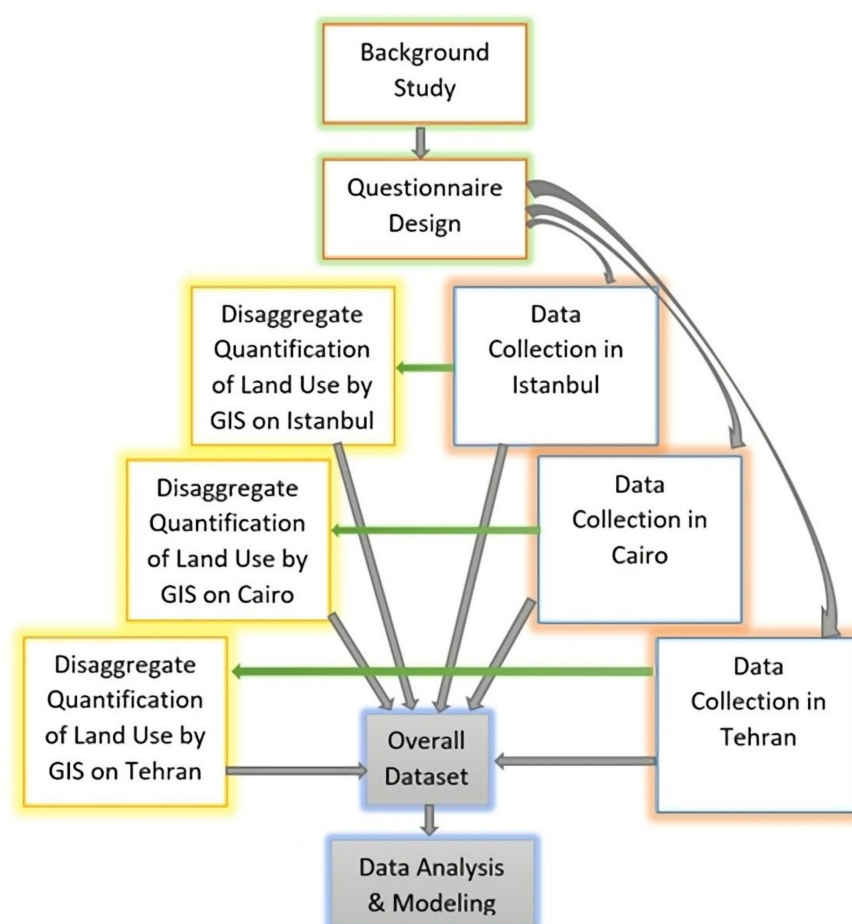 Background
Study
Questionnaire
Design
Disaggregate
Quantification
of Land Use by
GIS on Istanbul
Data
Collection in
Istanbul
Disaggregate
Quantification
of Land Use by
GIS on Cairo
Data
Collection in
Cairo
Disaggregate
Quantification
of Land Use by
GIS on Tehran
Data
Collection in
Tehran
Overall
Dataset
Data Analysis
& Modeling